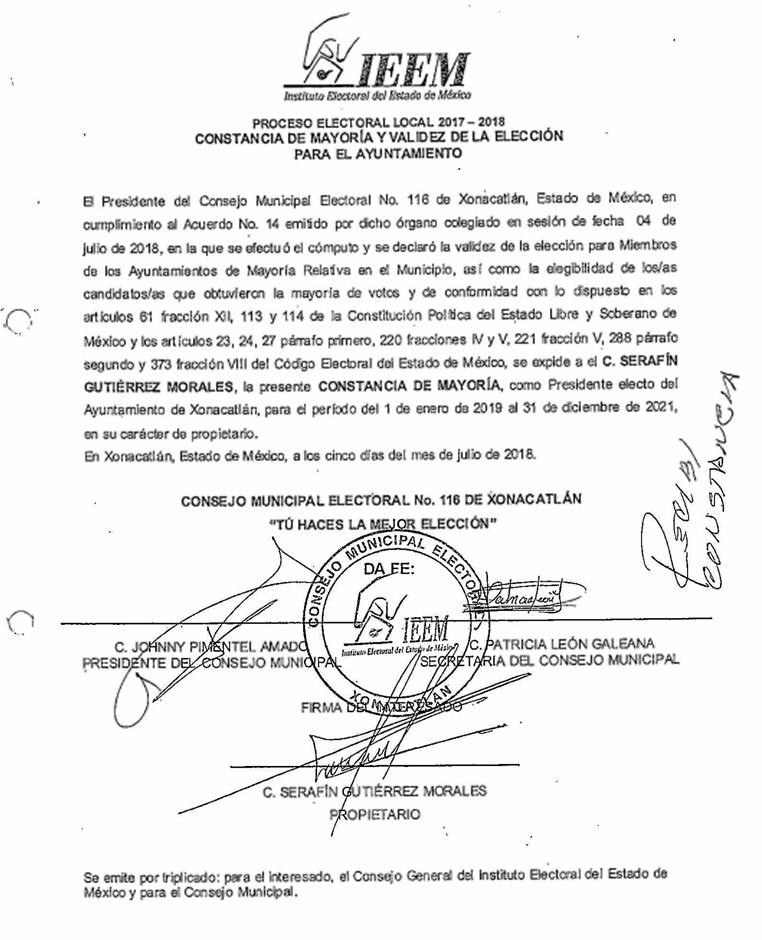 IEEM
Instituto Electoral del Estado de México
PROCESO ELECTORAL LOCAL 2017 – 2018
CONSTANCIA DE MAYORÍA Y VALIDEZ DE LA ELECCIÓN
PARA EL AYUNTAMIENTO
El Presidente del Consejo Municipal Electoral No. 116 de Xonacatlán, Estado de México, en
cumplimiento al Acuerdo No. 14 emitido por dicho órgano colegiado en sesión de fecha 04 de
julio de 2018, en la que se efectuó el cómputo y se declaró la validez de la elección para Miembros
de los Ayuntamientos de Mayoría Relativa en el Municipio, así como la elegibilidad de los/as
candidatos/as que obtuvieron la mayoría de votos y de conformidad con lo dispuesto en los
artículos 61 fracción XII, 113 y 114 de la Constitución Política del Estado Libre y Soberano de
México y los artículos 23, 24, 27 párrafo primero, 220 fracciones IV y V, 221 fracción V, 288 párrafo
segundo y 373 fracción VIII del Código Electoral del Estado de México, se expide a el C. SERAFÍN
GUTIÉRREZ MORALES, la presente CONSTANCIA DE MAYORÍA, como Presidente electo del
Ayuntamiento de Xonacatlán, para el período del 1 de enero de 2019 al 31 de diciembre de 2021,
en su carácter de propietario.
En Xonacatlán, Estado de México, a los cinco días del mes de julio de 2018.
RECIBI
CONSTANCIA
CONSEJO MUNICIPAL ELECTORAL No. 116 DE XONACATLÁN
"TÚ HACES LA MEJOR ELECCIÓN"
CONSEJO MUNICIPAL ELECTORAL
DA FE:
IEEM
Instituto Electoral del Estado de México
XONACATLAN
C. JOHNNY PIMENTEL AMADO
PRESIDENTE DEL CONSEJO MUNICIPAL
C. PATRICIA LEÓN GALEANA
SECRETARIA DEL CONSEJO MUNICIPAL
FIRMA DEL INTERESADO
C. SERAFÍN GUTIÉRREZ MORALES
PROPIETARIO
Se emite por triplicado: para el interesado, el Consejo General del Instituto Electoral del Estado de
México y para el Consejo Municipal.